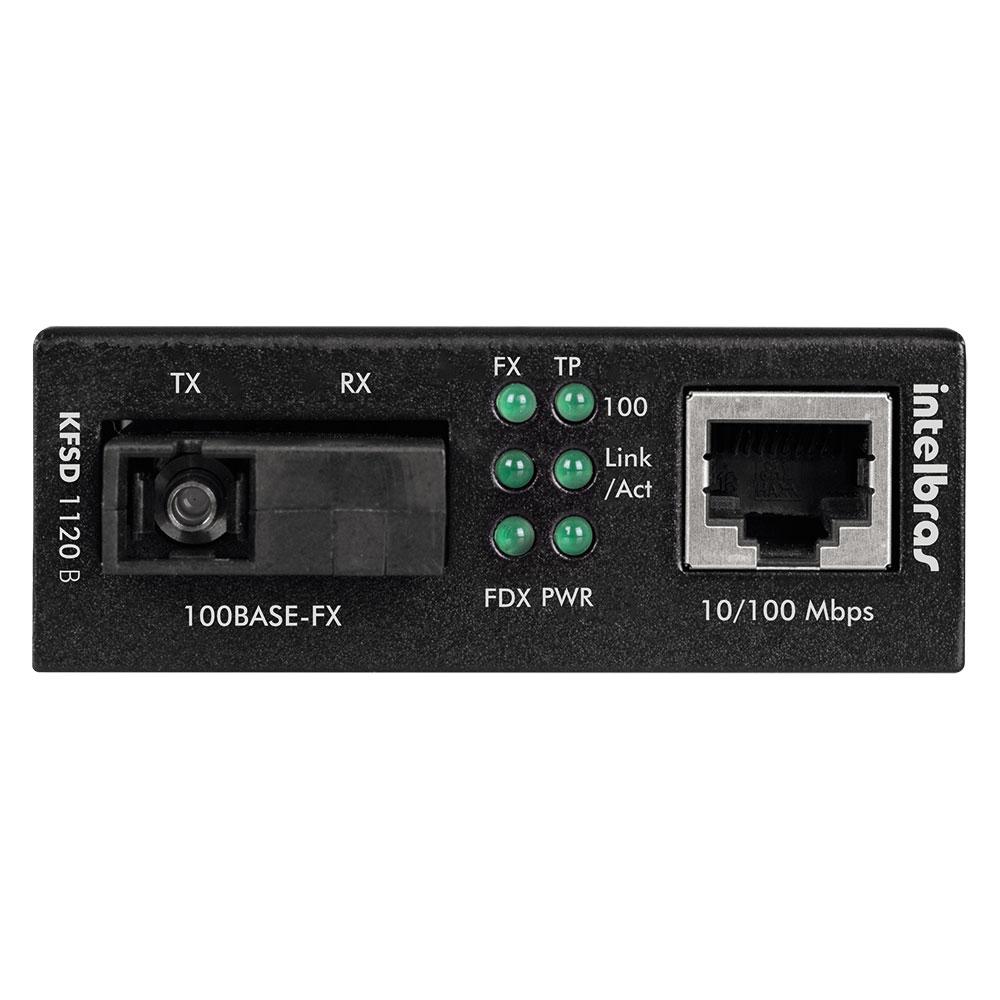 KFSD 1120 B
TX RX
100BASE-FX
FX TP
100
Link
/Act
FDX PWR
10/100 Mbps
intelbras